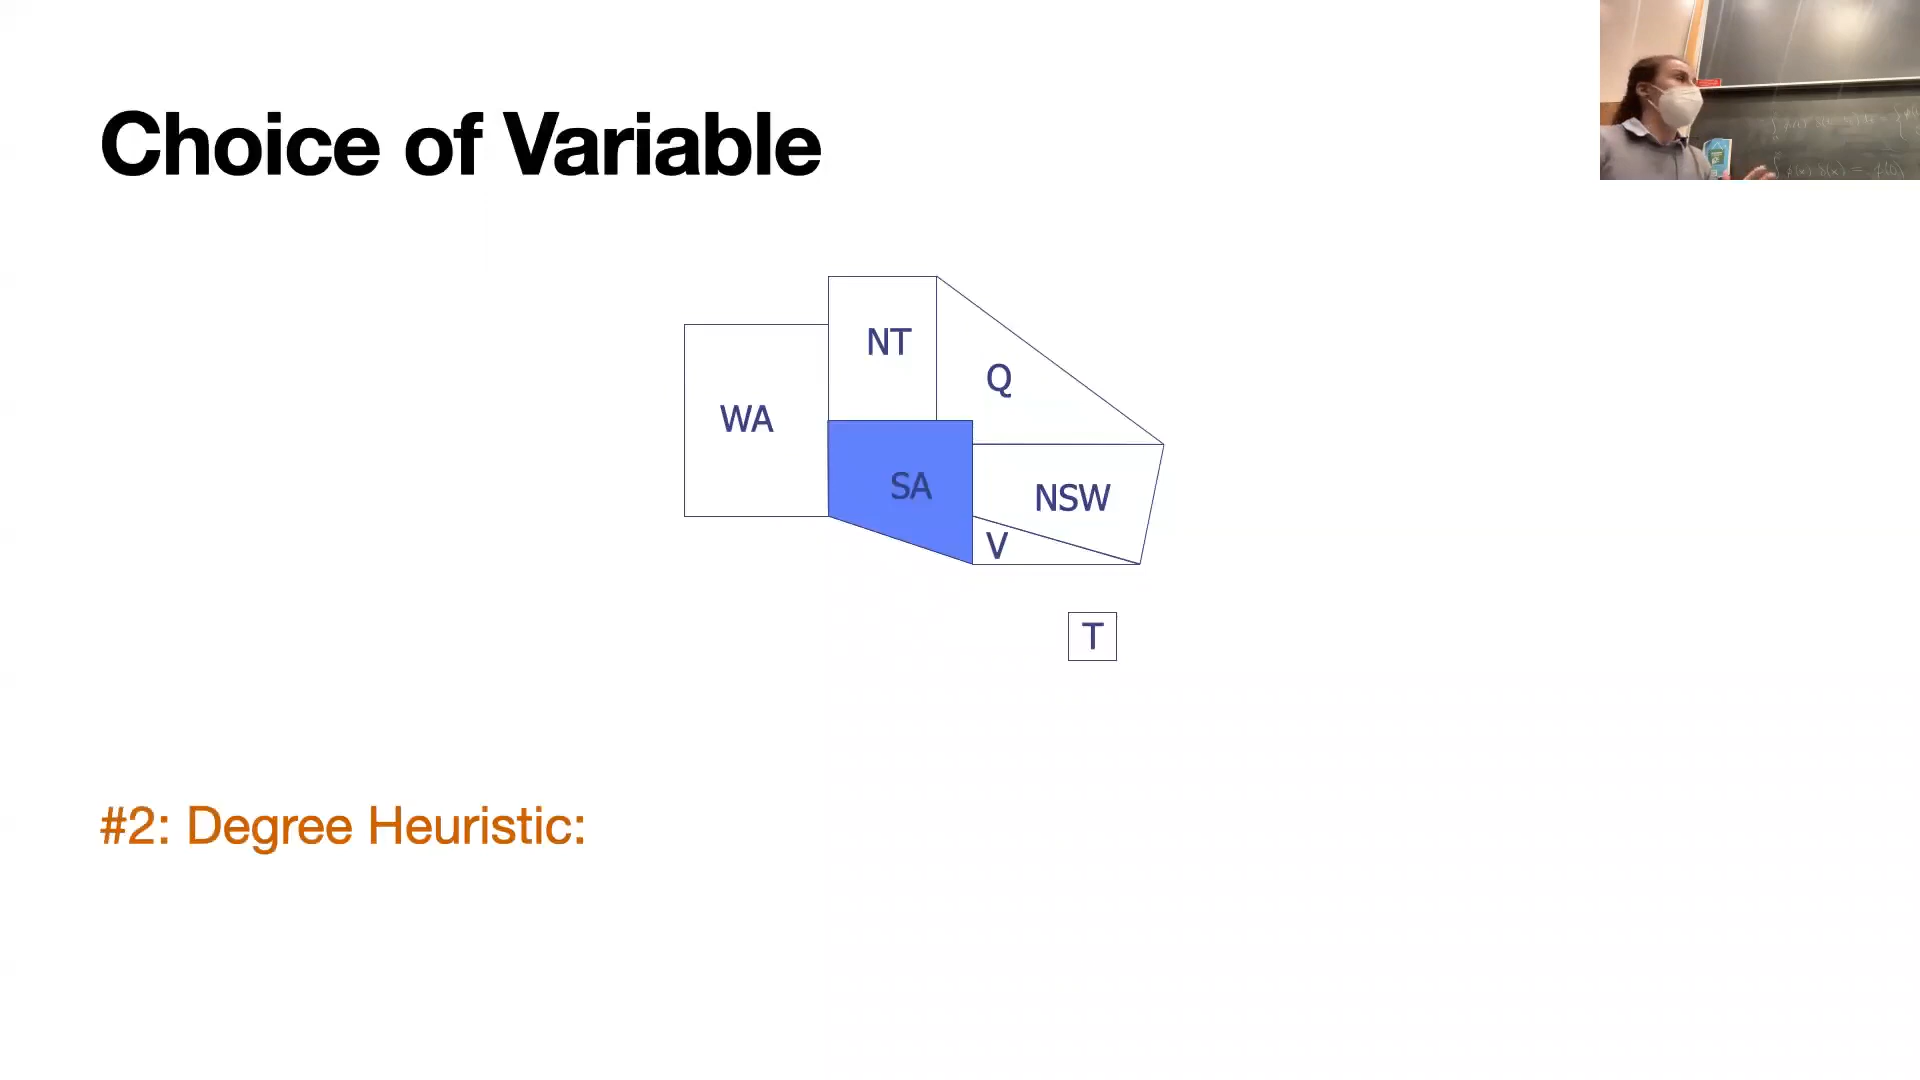 Choice of Variable
NT
Q
WA
SA
NSW
V
T
#2: Degree Heuristic: